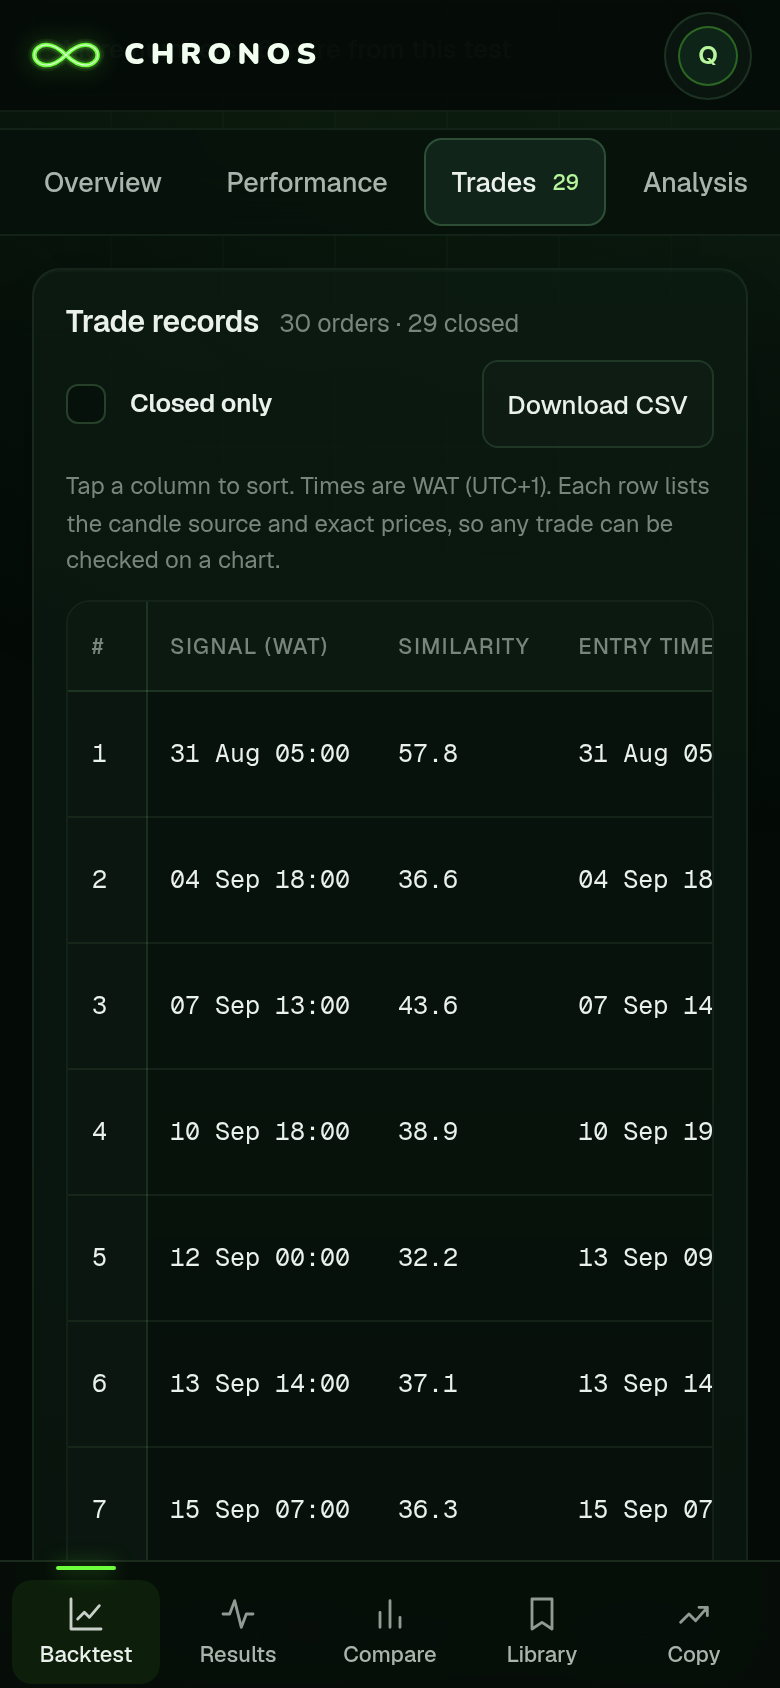 CHRONOS
re from this test
Q
Overview Performance Trades 29 Analysis
Trade records 30 orders · 29 closed
Closed only Download CSV
Tap a column to sort. Times are WAT (UTC+1). Each row lists
the candle source and exact prices, so any trade can be
checked on a chart.
# SIGNAL (WAT) SIMILARITY ENTRY TIME
1 31 Aug 05:00 57.8 31 Aug 05
2 04 Sep 18:00 36.6 04 Sep 18
3 07 Sep 13:00 43.6 07 Sep 14
4 10 Sep 18:00 38.9 10 Sep 19
5 12 Sep 00:00 32.2 13 Sep 09
6 13 Sep 14:00 37.1 13 Sep 14
7 15 Sep 07:00 36.3 15 Sep 07
Backtest Results Compare Library Copy